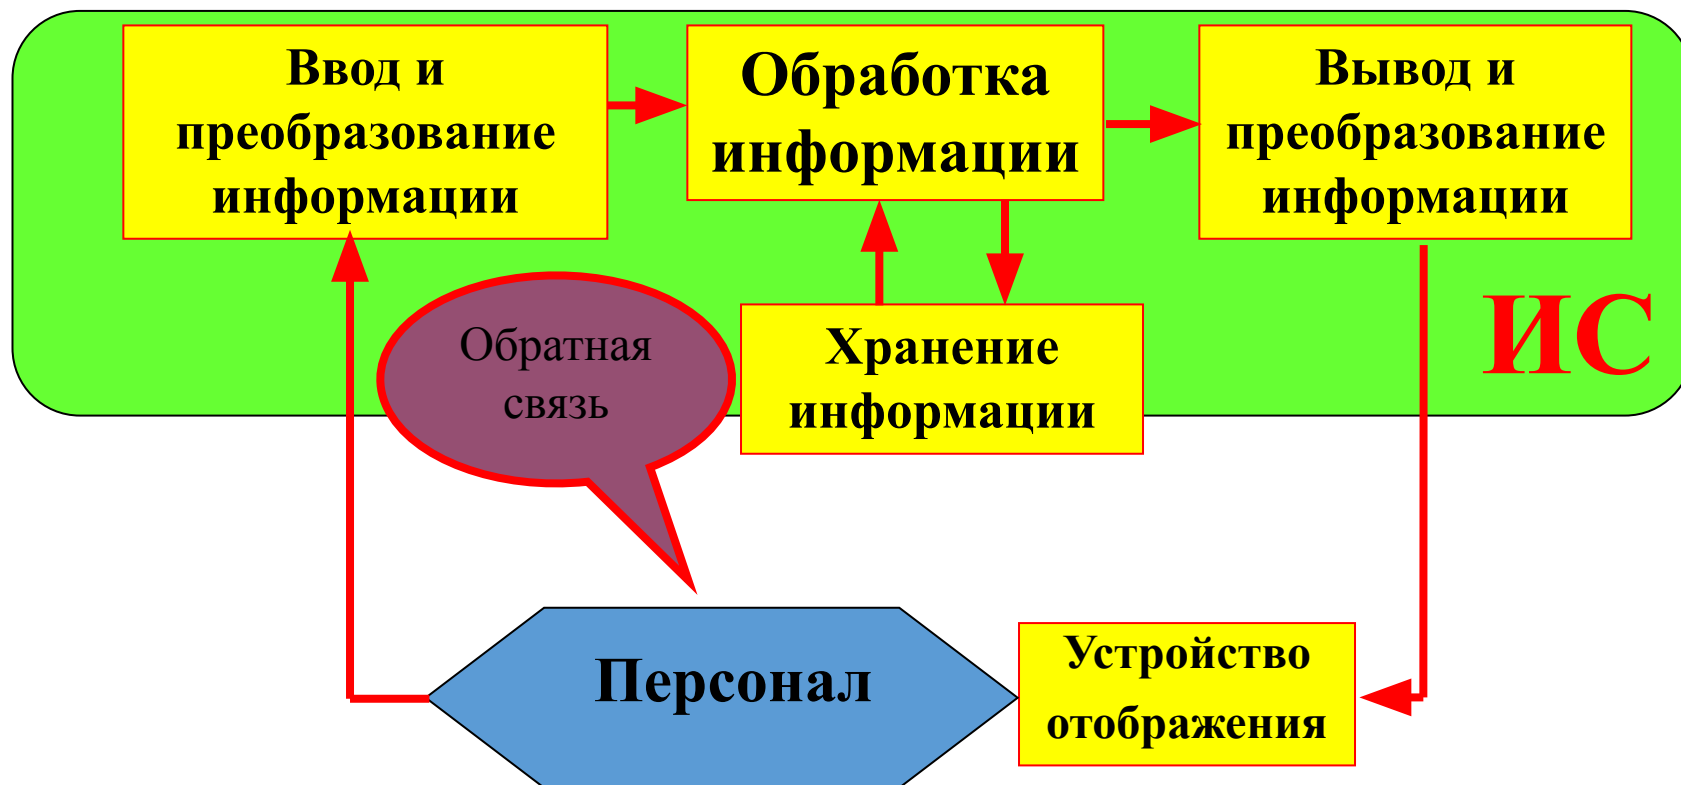 Ввод и
преобразование
информации
Обработка
информации
Вывод и
преобразование
информации
Обратная
связь
Хранение
информации
ИС
Персонал
Устройство
отображения